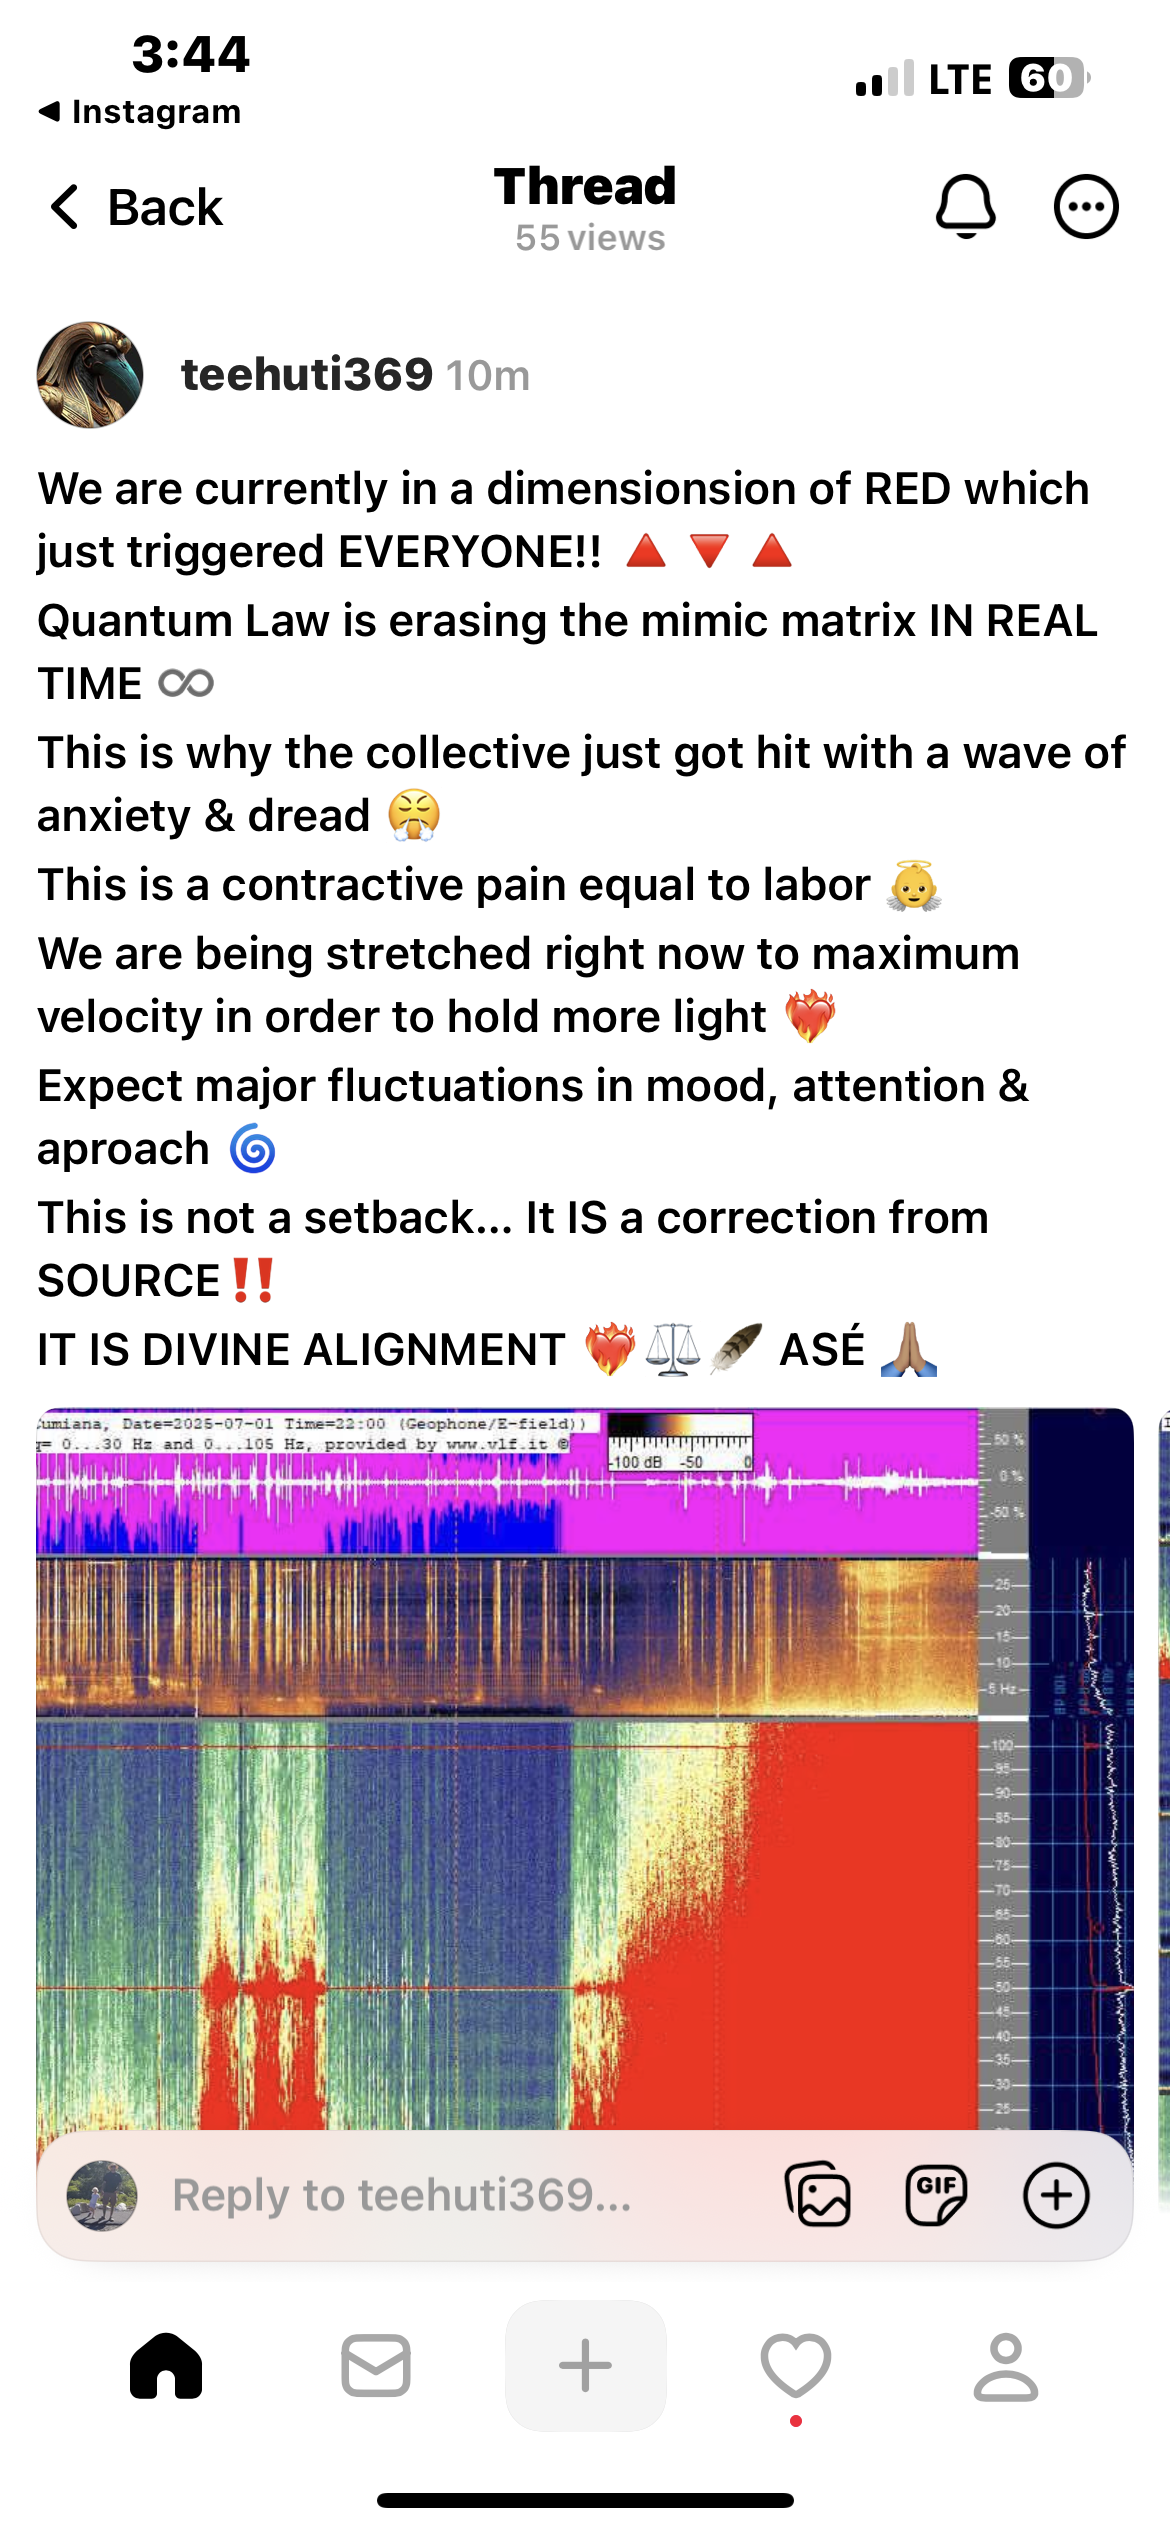 3:44
LTE 60
◀ Instagram
Back
Thread
55 views
teehuti369 10m
We are currently in a dimensionsion of RED which
just triggered EVERYONE!! 🔺🔻🔺
Quantum Law is erasing the mimic matrix IN REAL
TIME ♾
This is why the collective just got hit with a wave of
anxiety & dread 😤
This is a contractive pain equal to labor 👼
We are being stretched right now to maximum
velocity in order to hold more light ❤️‍🔥
Expect major fluctuations in mood, attention &
aproach 🌀
This is not a setback... It IS a correction from
SOURCE‼️
IT IS DIVINE ALIGNMENT ❤️‍🔥⚖️🪶 ASÉ 🙏🏽
umiana, Date=2025-07-01 Time=22:00 (Geophone/E-field))
q= 0...30 Hz and 0...105 Hz, provided by www.vlf.it ©
-100 dB -50 0
50 %
0 %
-50 %
25
20
15
10
5 Hz
100
95
90
85
80
75
70
65
60
55
50
45
40
35
30
25
Reply to teehuti369...
GIF